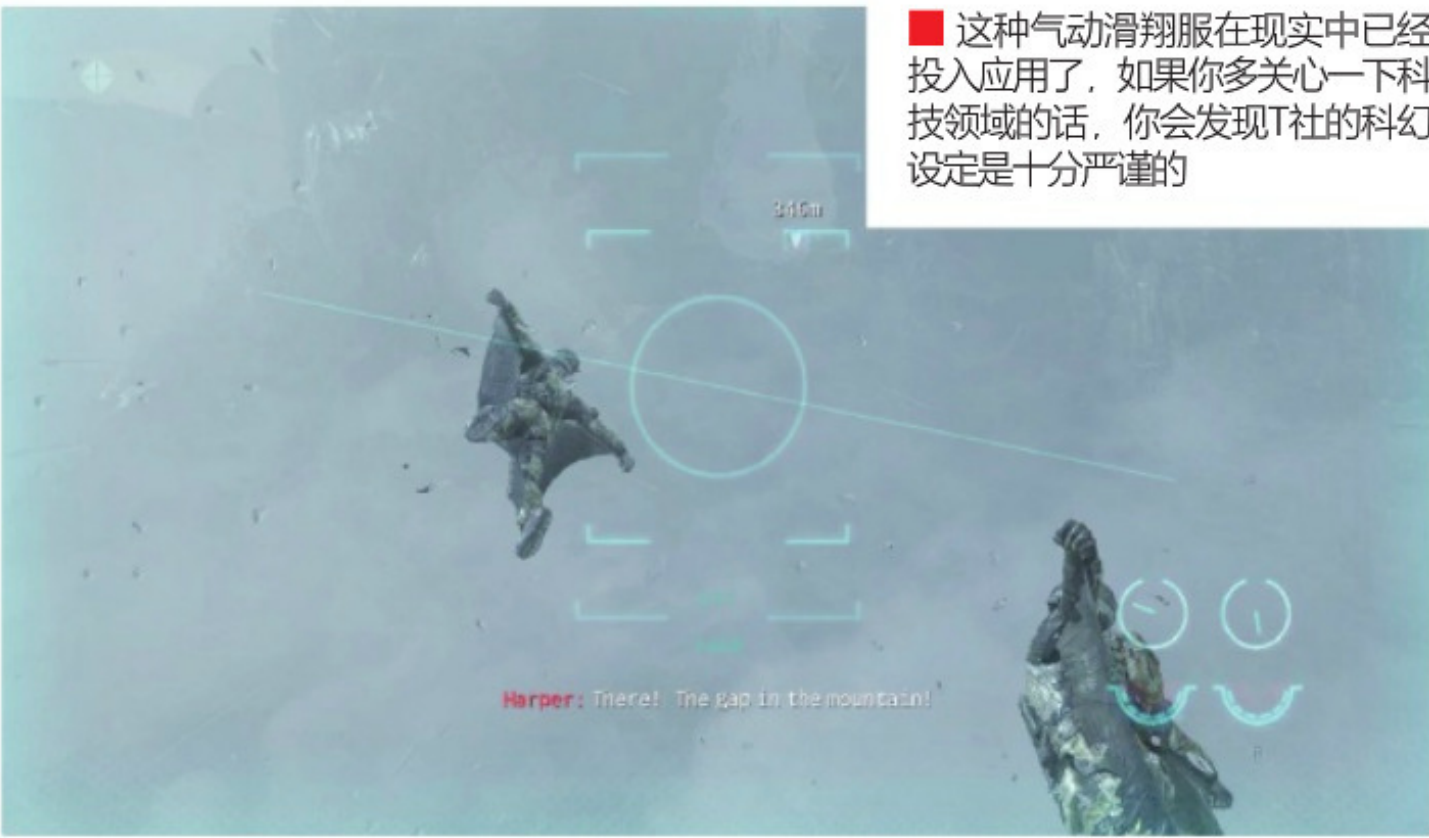 ■ 这种气动滑翔服在现实中已经
投入应用了，如果你多关心一下科
技领域的话，你会发现T社的科幻
设定是十分严谨的
346m
Harper: There! The gap in the mountain!
R